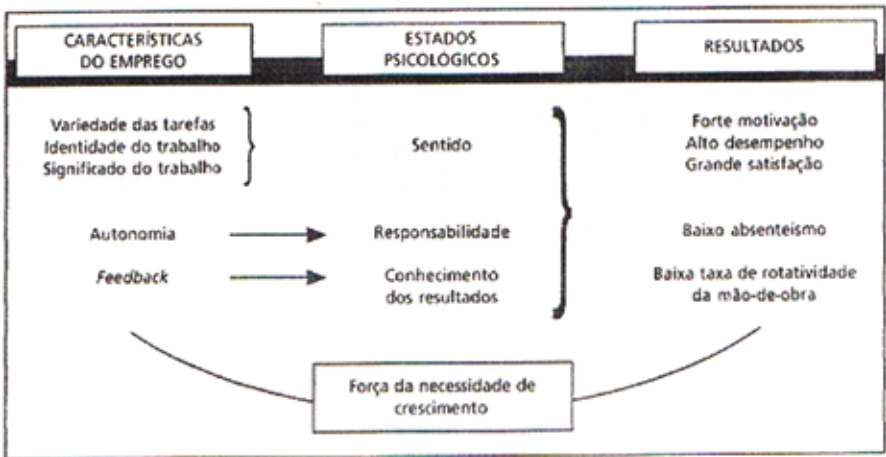 CARACTERÍSTICAS
DO EMPREGO
ESTADOS
PSICOLÓGICOS
RESULTADOS
Variedade das tarefas
Identidade do trabalho
Significado do trabalho
Sentido
Forte motivação
Alto desempenho
Grande satisfação
Autonomia
Responsabilidade
Baixo absenteísmo
Feedback
Conhecimento
dos resultados
Baixa taxa de rotatividade
da mão-de-obra
Força da necessidade de
crescimento